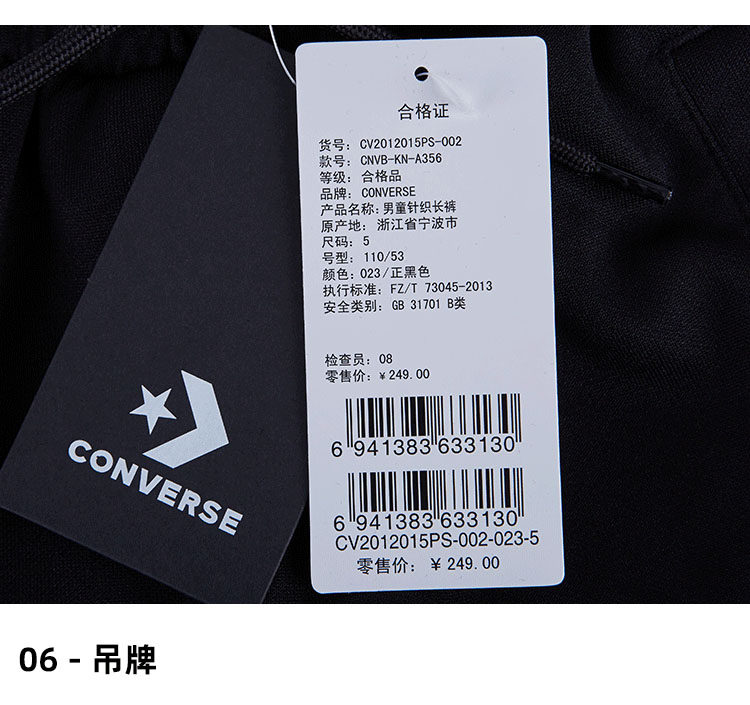 合格证
货号: CV2012015PS-002
款号: CNVB-KN-A356
等级: 合格品
品牌: CONVERSE
产品名称: 男童针织长裤
原产地: 浙江省宁波市
尺码: 5
号型: 110/53
颜色: 023/正黑色
执行标准: FZ/T 73045-2013
安全类别: GB 31701 B类
检查员: 08
零售价: ¥249.00
6 941383 633130
6 941383 633130
CV2012015PS-002-023-5
零售价: ¥249.00
CONVERSE
06 - 吊牌